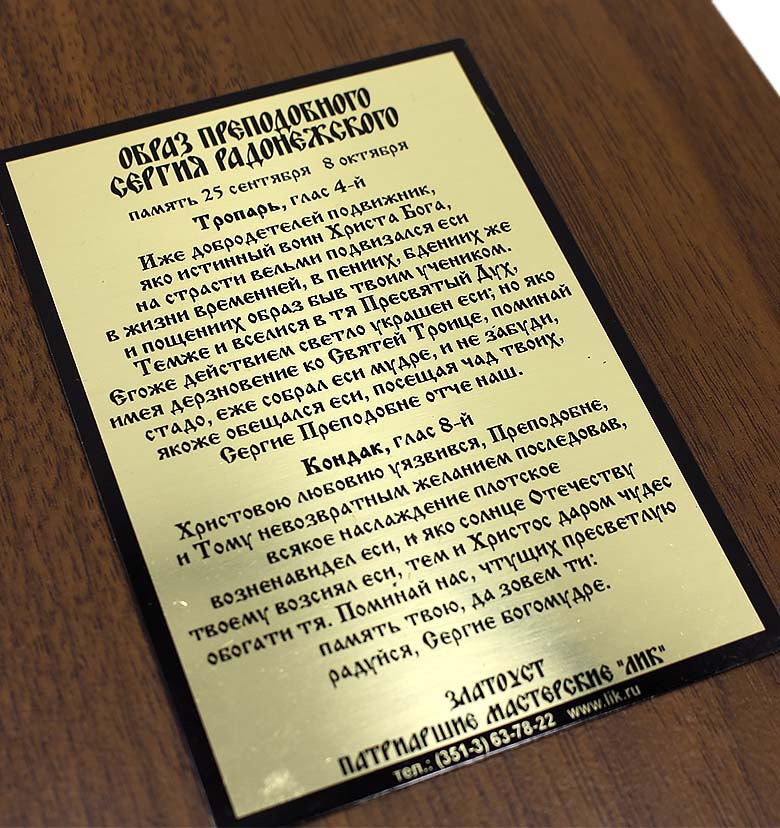 ОБРАЗ ПРЕПОДОБНОГО
СЕРГИЯ РАДОНЕЖСКОГО
память 25 сентября 8 октября
Тропарь, глас 4-й
Иже добродетелей подвижник,
яко истинный воин Христа Бога,
на страсти вельми подвизался еси
в жизни временней, в пениих, бдениих же
и пощениих образ быв твоим учеником.
Темже и вселися в тя Пресвятый Дух,
Егоже действием светло украшен еси; но яко
имея дерзновение ко Святей Троице, поминай
стадо, еже собрал еси мудре, и не забуди,
якоже обещался еси, посещая чад твоих,
Сергие Преподобне отче наш.
Кондак, глас 8-й
Христовою любовию уязвився, Преподобне,
и Тому невозвратным желанием последовав,
всякое наслаждение плотское
возненавидел еси, и яко солнце Отечеству
твоему возсиял еси, тем и Христос даром чудес
обогати тя. Поминай нас, чтущих пресветлую
память твою, да зовем ти:
радуйся, Сергие Богомудре.
ЗЛАТОУСТ
ПАТРИАРШИЕ МАСТЕРСКИЕ "ЛИК"
тел.: (351-3) 63-78-22 www.lik.ru